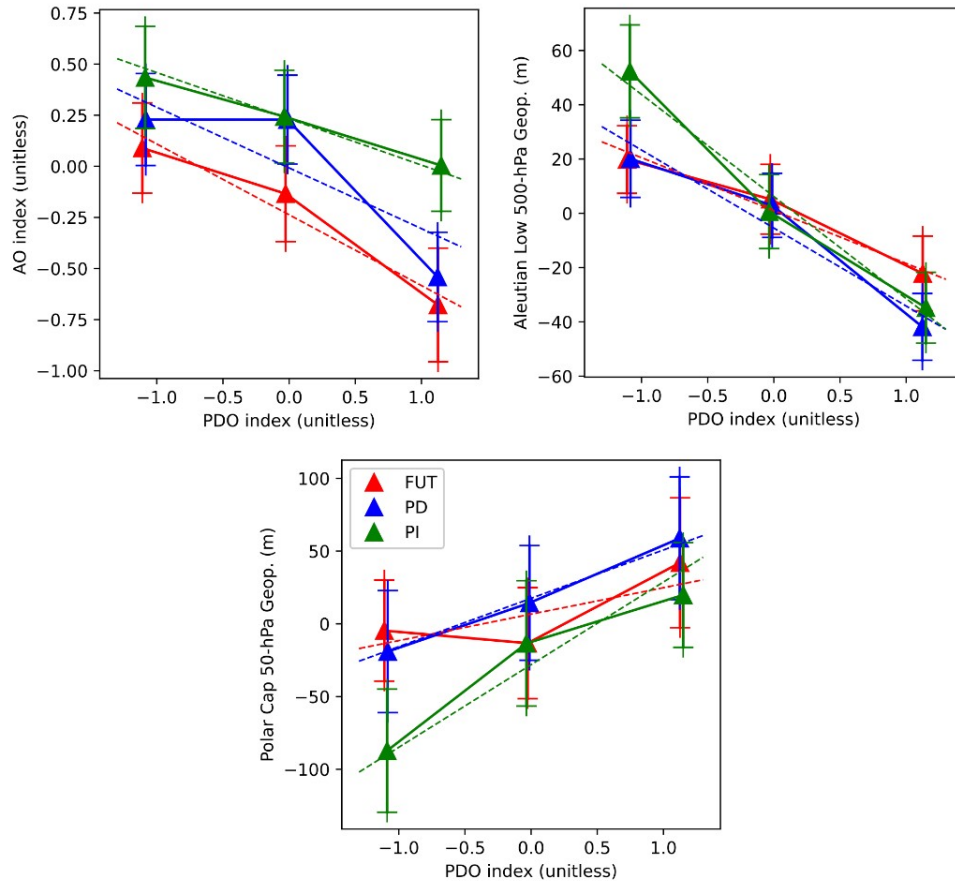 0.75
0.50
0.25
0.00
−0.25
−0.50
−0.75
−1.00
AO index (unitless)
−1.0 −0.5 0.0 0.5 1.0
PDO index (unitless)
60
40
20
0
−20
−40
−60
Aleutian Low 500-hPa Geop. (m)
−1.0 −0.5 0.0 0.5 1.0
PDO index (unitless)
100
50
0
−50
−100
Polar Cap 50-hPa Geop. (m)
FUT
PD
PI
−1.0 −0.5 0.0 0.5 1.0
PDO index (unitless)